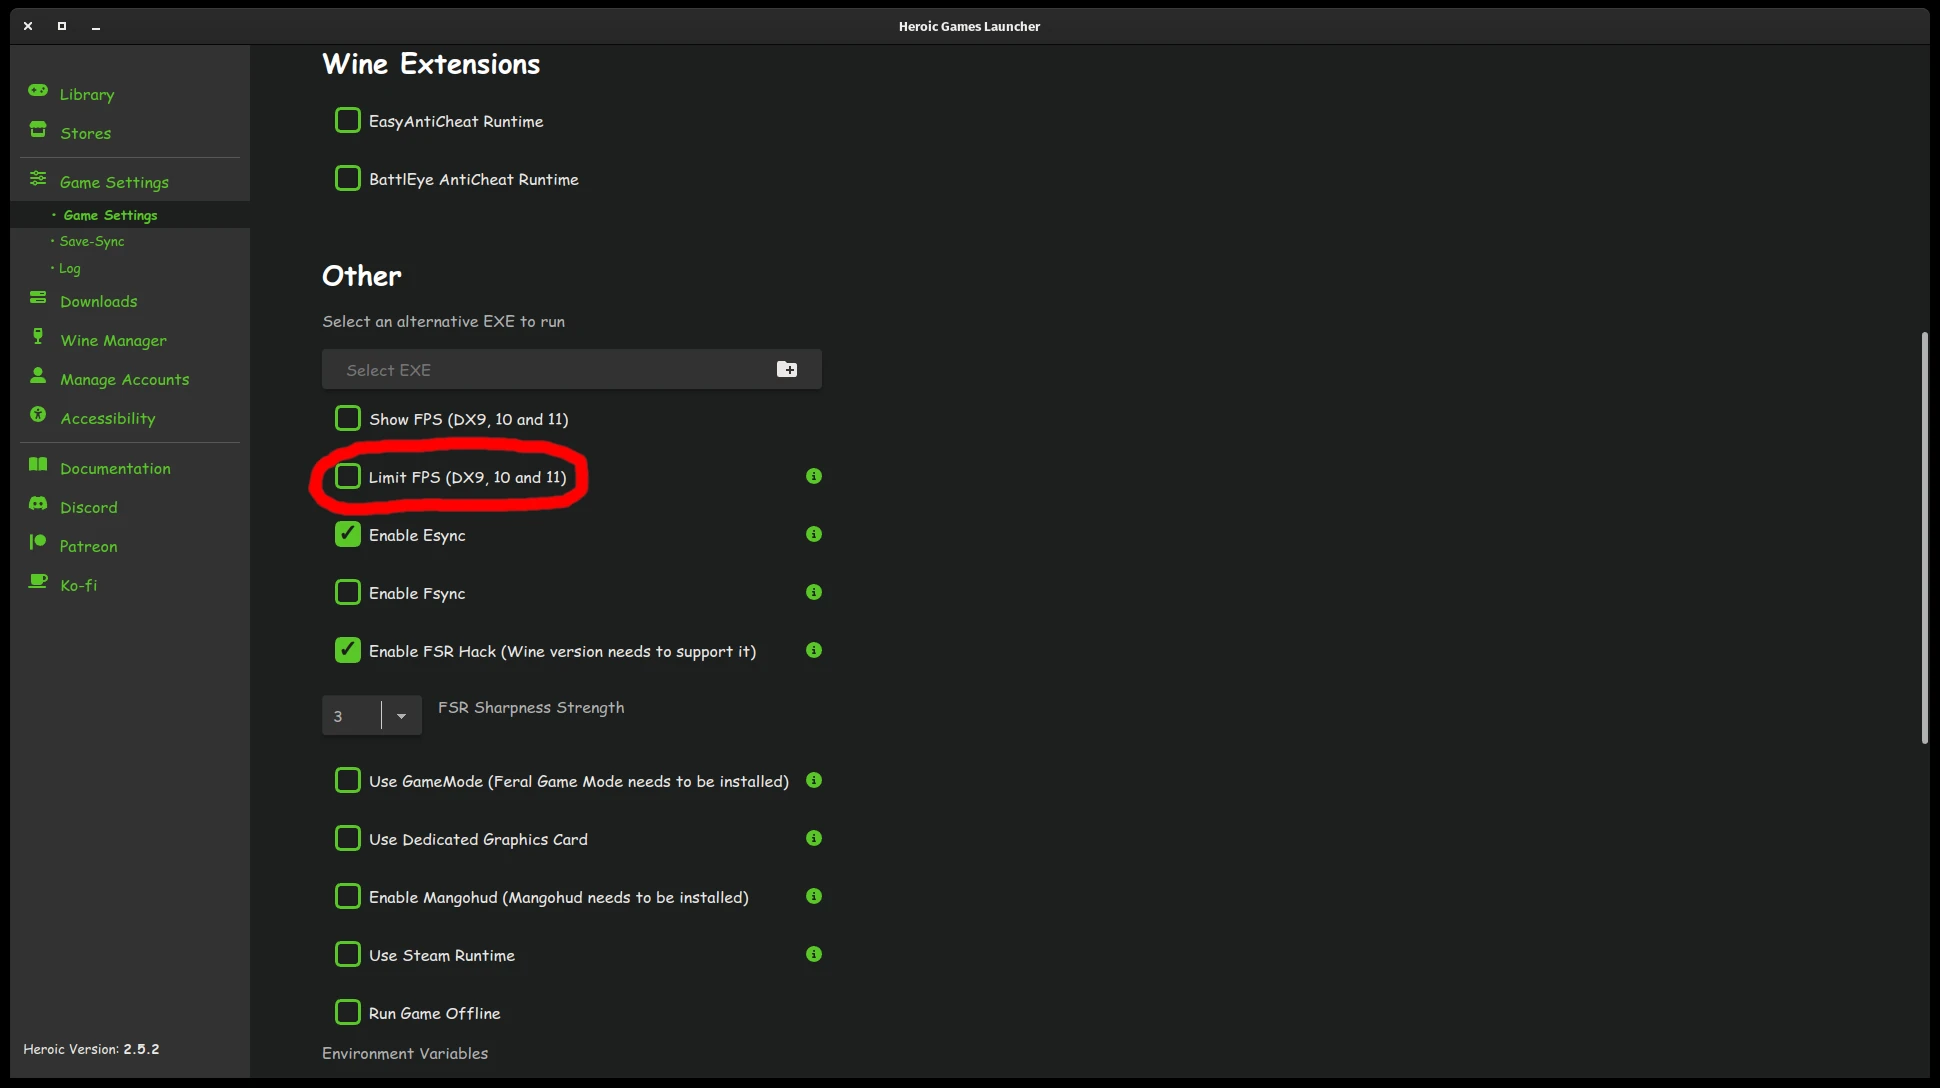 Heroic Games Launcher
Library
Stores
Game Settings
• Game Settings
• Save-Sync
• Log
Downloads
Wine Manager
Manage Accounts
Accessibility
Documentation
Discord
Patreon
Ko-fi
Heroic Version: 2.5.2
Wine Extensions
EasyAntiCheat Runtime
BattlEye AntiCheat Runtime
Other
Select an alternative EXE to run
Select EXE
Show FPS (DX9, 10 and 11)
Limit FPS (DX9, 10 and 11)
Enable Esync
Enable Fsync
Enable FSR Hack (Wine version needs to support it)
3 FSR Sharpness Strength
Use GameMode (Feral Game Mode needs to be installed)
Use Dedicated Graphics Card
Enable Mangohud (Mangohud needs to be installed)
Use Steam Runtime
Run Game Offline
Environment Variables